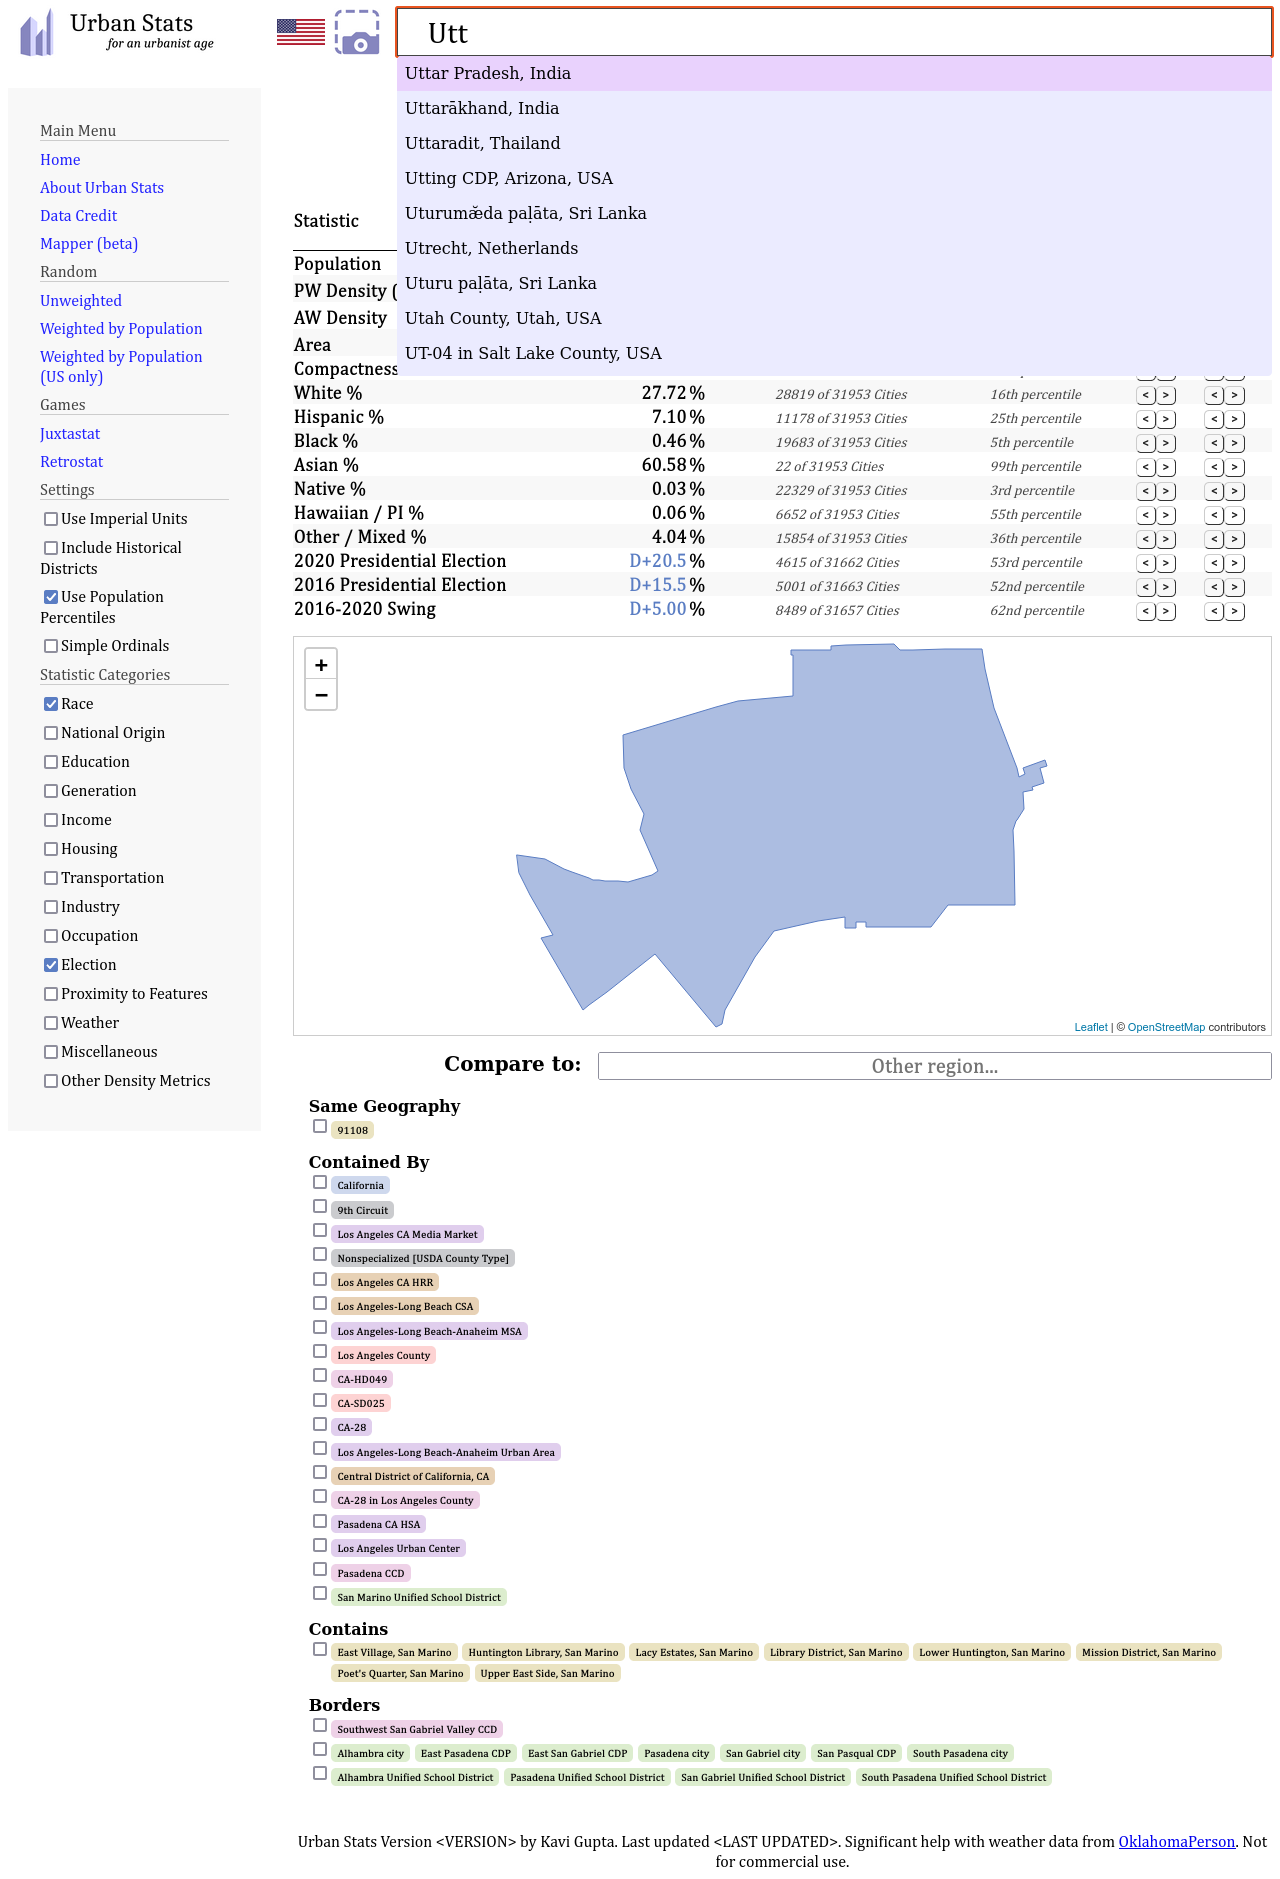 Urban Stats
for an urbanist age
Utt
Uttar Pradesh, India
Uttarākhand, India
Uttaradit, Thailand
Utting CDP, Arizona, USA
Uturumæ̆da paḷāta, Sri Lanka
Utrecht, Netherlands
Uturu paḷāta, Sri Lanka
Utah County, Utah, USA
UT-04 in Salt Lake County, USA
Main Menu
Home
About Urban Stats
Data Credit
Mapper (beta)
Random
Unweighted
Weighted by Population
Weighted by Population
(US only)
Games
Juxtastat
Retrostat
Settings
Use Imperial Units
Include Historical
Districts
Use Population
Percentiles
Simple Ordinals
Statistic Categories
Race
National Origin
Education
Generation
Income
Housing
Transportation
Industry
Occupation
Election
Proximity to Features
Weather
Miscellaneous
Other Density Metrics
Statistic
Population
PW Density (
AW Density
Area
Compactness
White % 27.72 % 28819 of 31953 Cities 16th percentile < > < >
Hispanic % 7.10 % 11178 of 31953 Cities 25th percentile < > < >
Black % 0.46 % 19683 of 31953 Cities 5th percentile < > < >
Asian % 60.58 % 22 of 31953 Cities 99th percentile < > < >
Native % 0.03 % 22329 of 31953 Cities 3rd percentile < > < >
Hawaiian / PI % 0.06 % 6652 of 31953 Cities 55th percentile < > < >
Other / Mixed % 4.04 % 15854 of 31953 Cities 36th percentile < > < >
2020 Presidential Election D+20.5 % 4615 of 31662 Cities 53rd percentile < > < >
2016 Presidential Election D+15.5 % 5001 of 31663 Cities 52nd percentile < > < >
2016-2020 Swing D+5.00 % 8489 of 31657 Cities 62nd percentile < > < >
+
−
Leaflet | © OpenStreetMap contributors
Compare to: Other region...
Same Geography
91108
Contained By
California
9th Circuit
Los Angeles CA Media Market
Nonspecialized [USDA County Type]
Los Angeles CA HRR
Los Angeles-Long Beach CSA
Los Angeles-Long Beach-Anaheim MSA
Los Angeles County
CA-HD049
CA-SD025
CA-28
Los Angeles-Long Beach-Anaheim Urban Area
Central District of California, CA
CA-28 in Los Angeles County
Pasadena CA HSA
Los Angeles Urban Center
Pasadena CCD
San Marino Unified School District
Contains
East Village, San Marino Huntington Library, San Marino Lacy Estates, San Marino Library District, San Marino Lower Huntington, San Marino Mission District, San Marino
Poet's Quarter, San Marino Upper East Side, San Marino
Borders
Southwest San Gabriel Valley CCD
Alhambra city East Pasadena CDP East San Gabriel CDP Pasadena city San Gabriel city San Pasqual CDP South Pasadena city
Alhambra Unified School District Pasadena Unified School District San Gabriel Unified School District South Pasadena Unified School District
Urban Stats Version <VERSION> by Kavi Gupta. Last updated <LAST UPDATED>. Significant help with weather data from OklahomaPerson. Not
for commercial use.